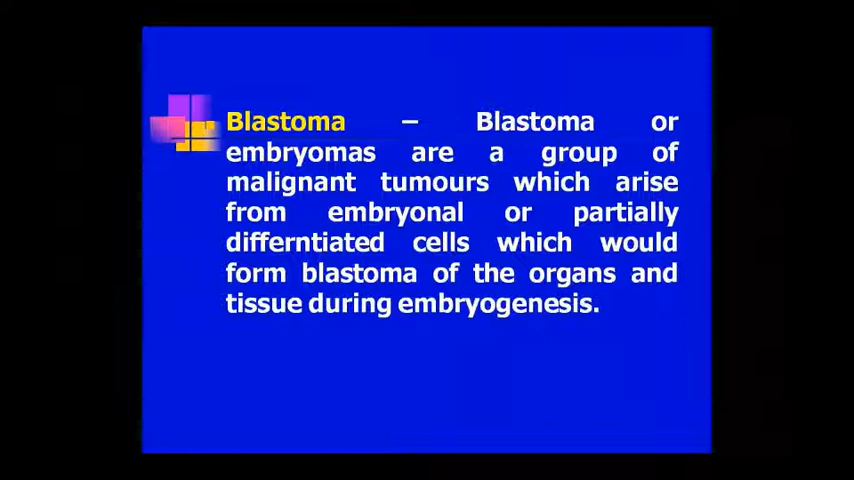 Blastoma – Blastoma or
embryomas are a group of
malignant tumours which arise
from embryonal or partially
differntiated cells which would
form blastoma of the organs and
tissue during embryogenesis.